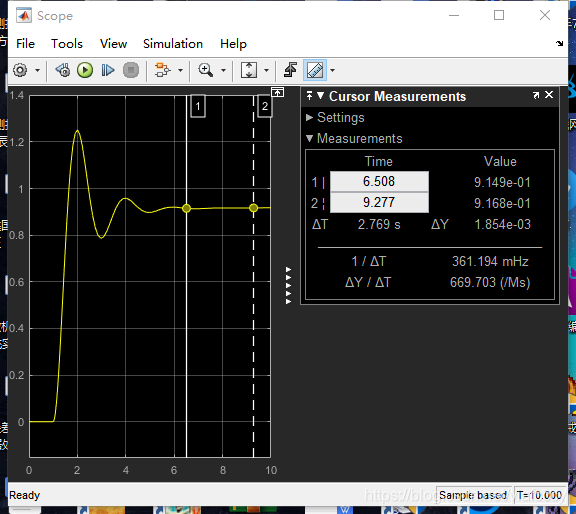 Scope
File Tools View Simulation Help
Cursor Measurements
Settings
Measurements
Time Value
1 | 6.508 9.149e-01
2 ¦ 9.277 9.168e-01
ΔT 2.769 s ΔY 1.854e-03
1 / ΔT 361.194 mHz
ΔY / ΔT 669.703 (/Ms)
1 2
1.4
1.2
1
0.8
0.6
0.4
0.2
0
0 2 4 6 8 10
Ready
Sample based T=10.000